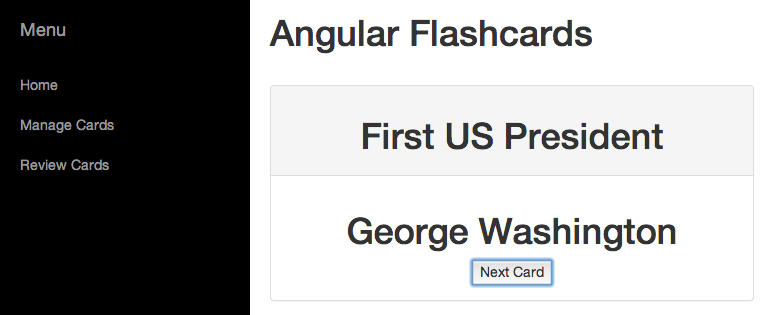 Menu
Home
Manage Cards
Review Cards
Angular Flashcards
First US President
George Washington
Next Card